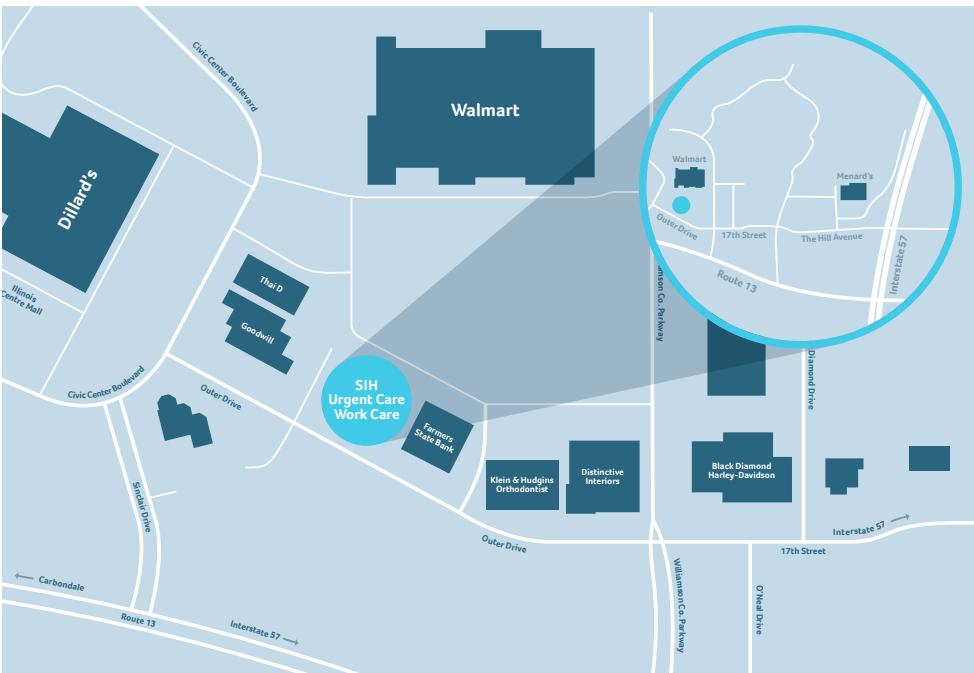 Civic Center Boulevard
Walmart
Dillard's
Illinois
Centre Mall
Thai D
Goodwill
Civic Center Boulevard
Outer Drive
SIH
Urgent Care
Work Care
Farmers
State Bank
Klein & Hudgins
Orthodontist
Distinctive
Interiors
Black Diamond
Harley-Davidson
Walmart
Menard's
Outer Drive
17th Street
The Hill Avenue
Interstate 57
Route 13
Co. Parkway
Diamond Drive
Sinclair Drive
Outer Drive
Interstate 57
17th Street
Williamson Co. Parkway
O'Neal Drive
Carbondale
Route 13
Interstate 57